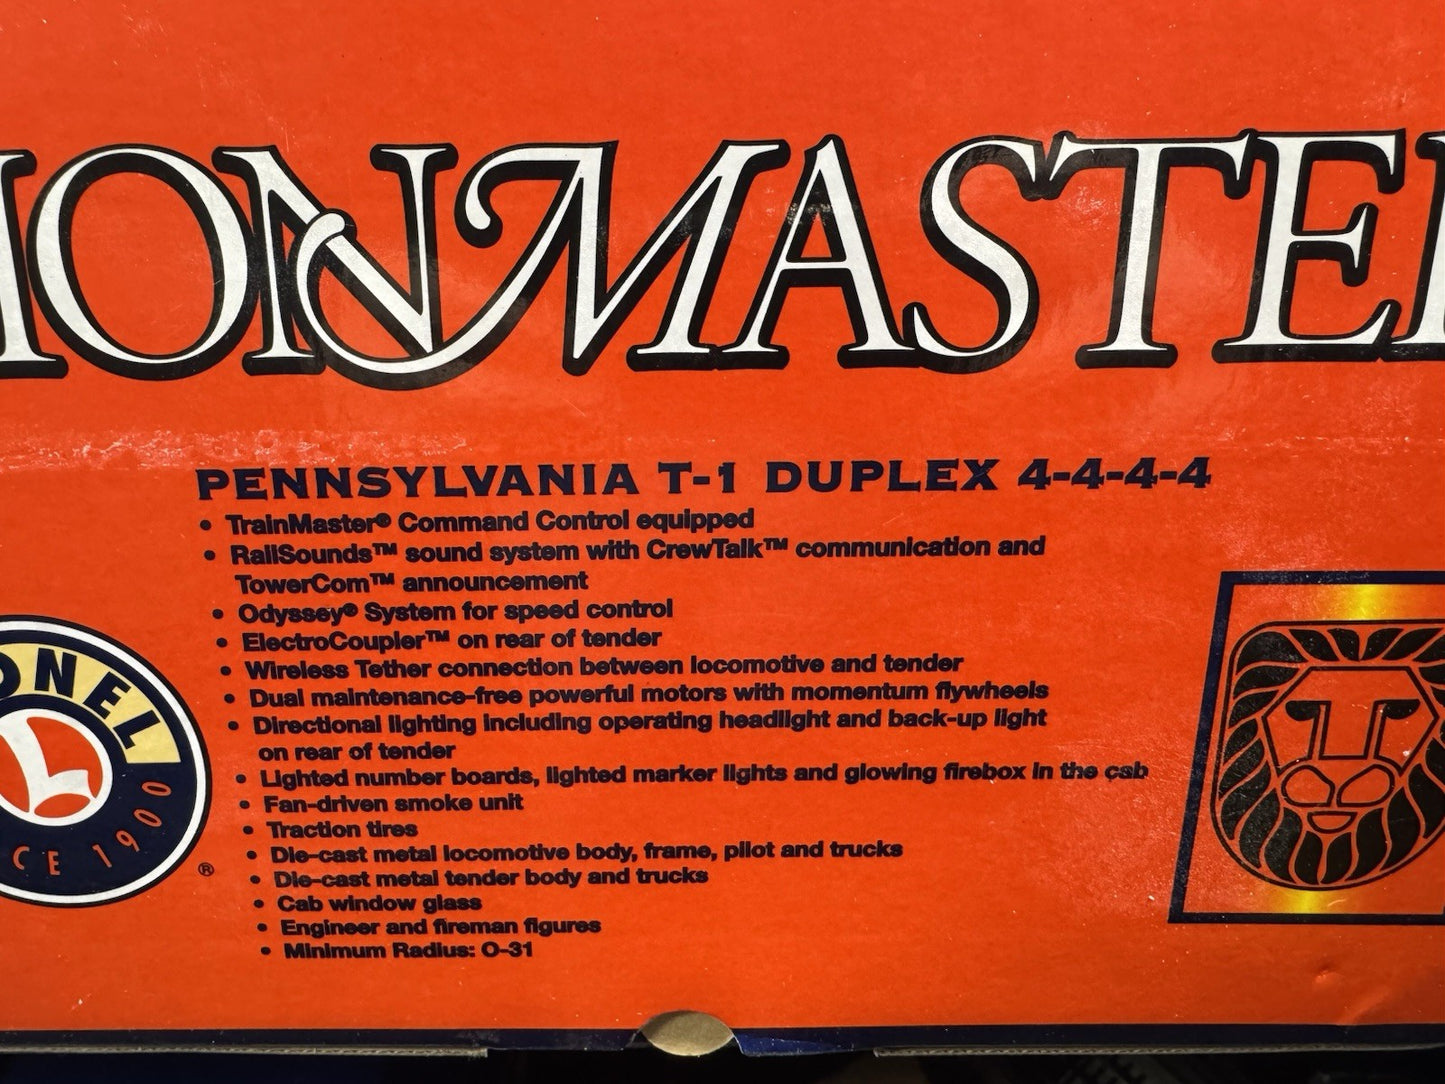 IONMASTE
PENNSYLVANIA T-1 DUPLEX 4-4-4-4
• TrainMaster® Command Control equipped
• RailSounds™ sound system with CrewTalk™ communication and
TowerCom™ announcement
• Odyssey® System for speed control
• ElectroCoupler™ on rear of tender
• Wireless Tether connection between locomotive and tender
• Dual maintenance-free powerful motors with momentum flywheels
• Directional lighting including operating headlight and back-up light
on rear of tender
• Lighted number boards, lighted marker lights and glowing firebox in the cab
• Fan-driven smoke unit
• Traction tires
• Die-cast metal locomotive body, frame, pilot and trucks
• Die-cast metal tender body and trucks
• Cab window glass
• Engineer and fireman figures
• Minimum Radius: O-31
ONEL
L
CE 1900
®